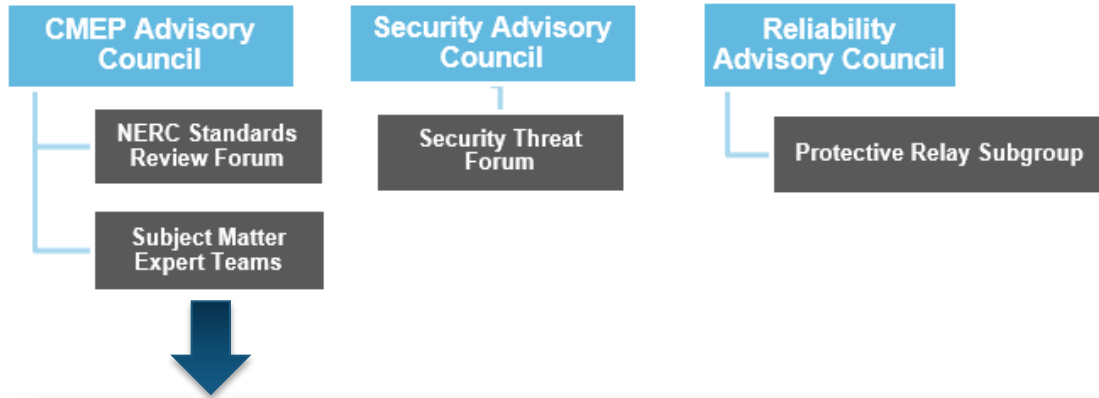 CMEP Advisory
Council
NERC Standards
Review Forum
Subject Matter
Expert Teams
Security Advisory
Council
Security Threat
Forum
Reliability
Advisory Council
Protective Relay Subgroup